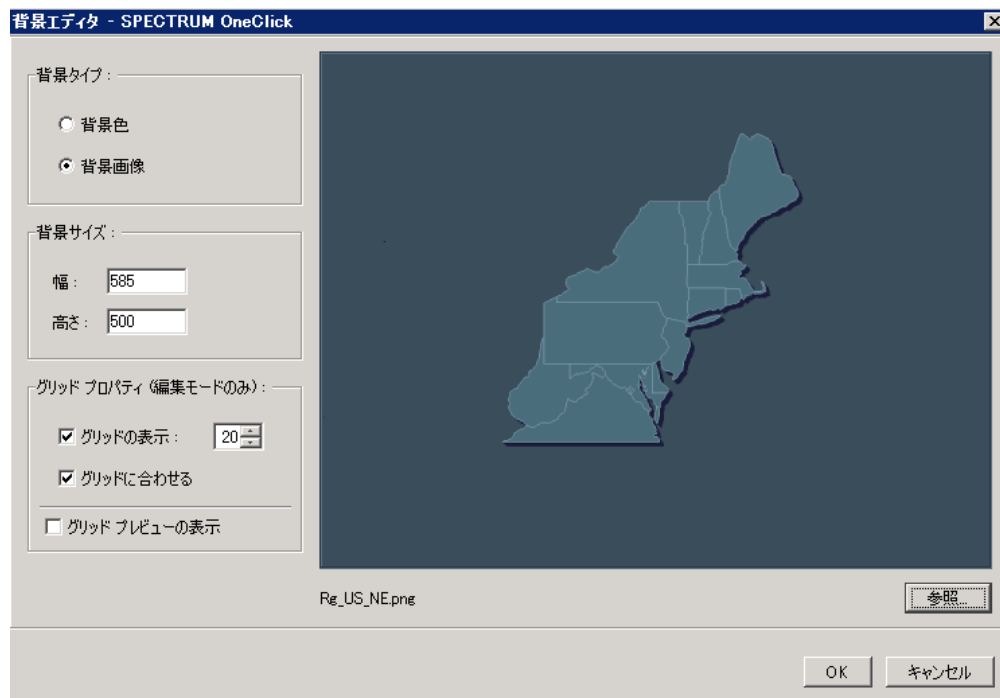 背景エディタ - SPECTRUM OneClick
背景タイプ :
背景色
背景画像
背景サイズ :
幅 : 585
高さ : 500
グリッド プロパティ (編集モードのみ) :
グリッドの表示 : 20
グリッドに合わせる
グリッド プレビューの表示
Rg_US_NE.png
参照...
OK
キャンセル